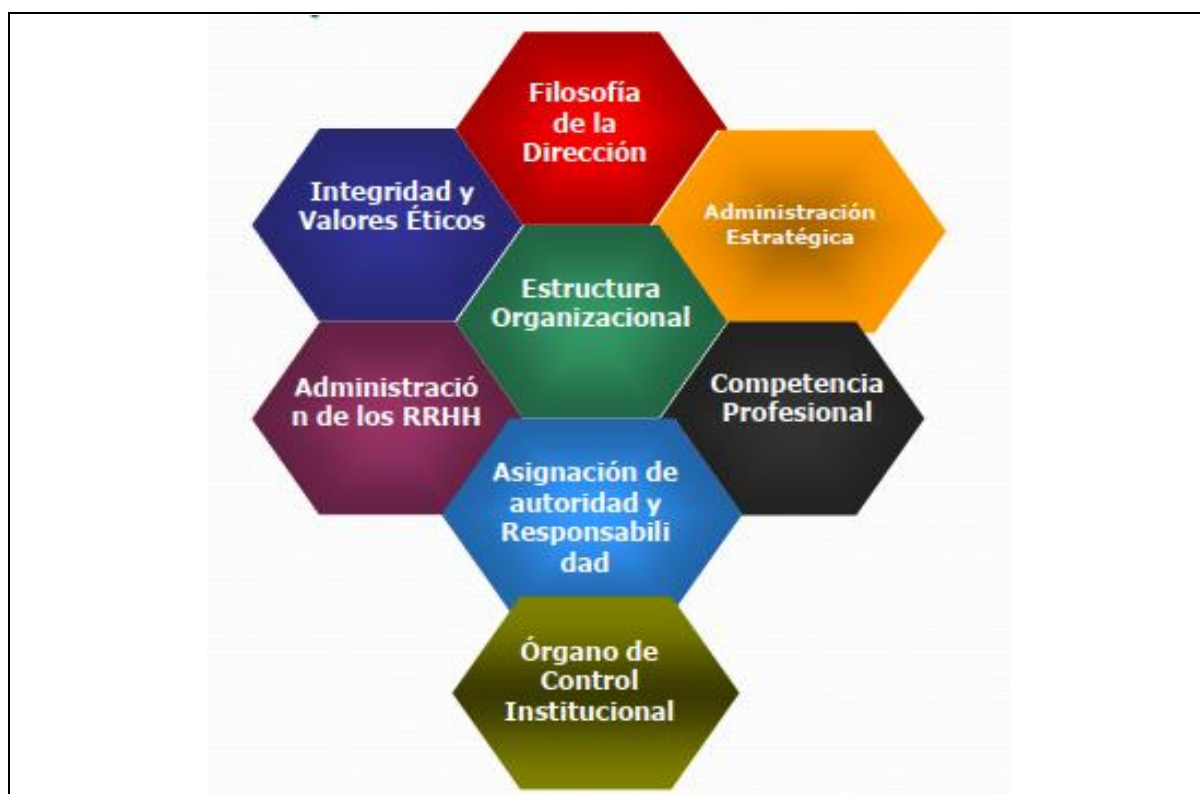 Filosofía
de la
Dirección
Integridad y
Valores Éticos
Administración
Estratégica
Estructura
Organizacional
Administració
n de los RRHH
Competencia
Profesional
Asignación de
autoridad y
Responsabili
dad
Órgano de
Control
Institucional